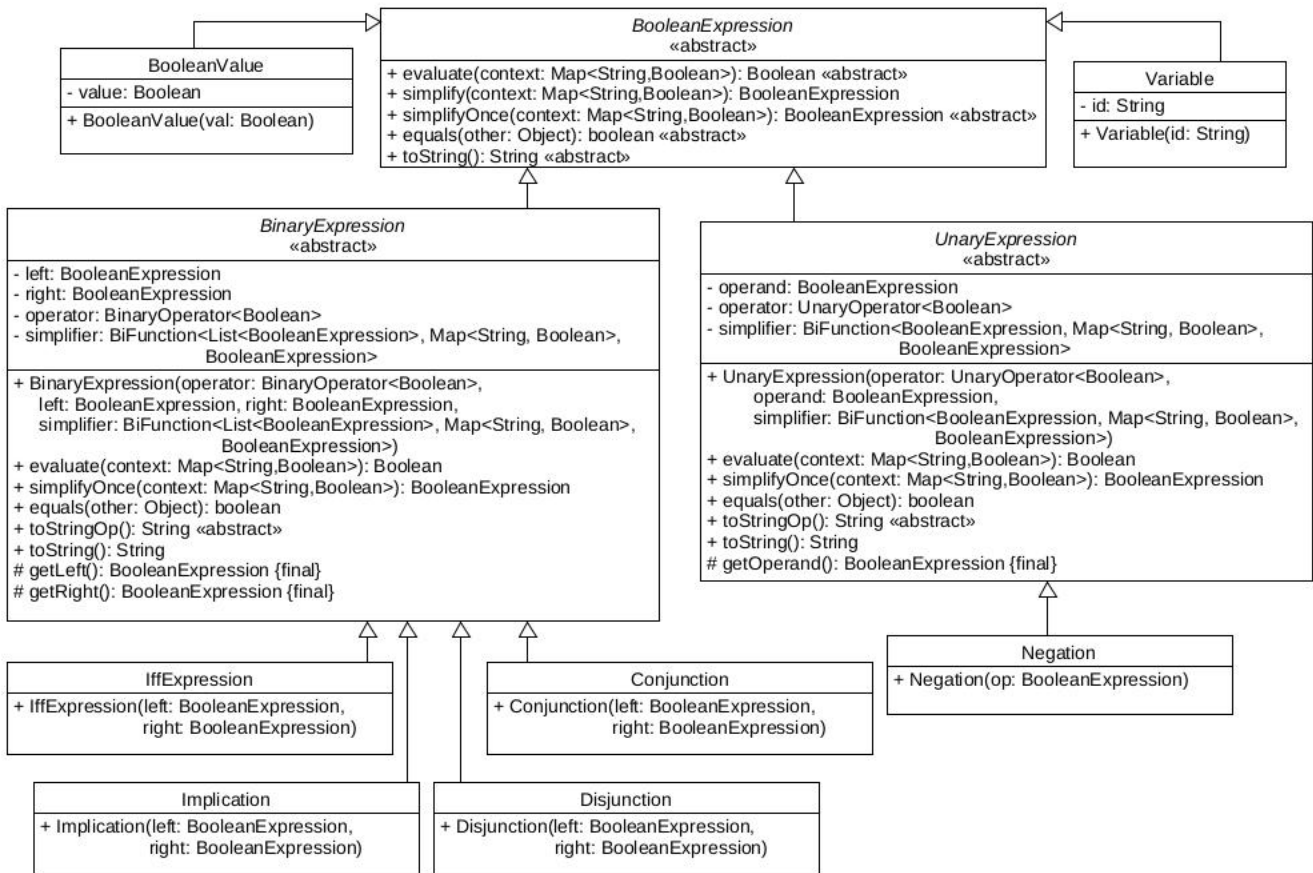 BooleanExpression
«abstract»
+ evaluate(context: Map<String,Boolean>): Boolean «abstract»
+ simplify(context: Map<String,Boolean>): BooleanExpression
+ simplifyOnce(context: Map<String,Boolean>): BooleanExpression «abstract»
+ equals(other: Object): boolean «abstract»
+ toString(): String «abstract»
BooleanValue
- value: Boolean
+ BooleanValue(val: Boolean)
Variable
- id: String
+ Variable(id: String)
BinaryExpression
«abstract»
- left: BooleanExpression
- right: BooleanExpression
- operator: BinaryOperator<Boolean>
- simplifier: BiFunction<List<BooleanExpression>, Map<String, Boolean>,
BooleanExpression>
+ BinaryExpression(operator: BinaryOperator<Boolean>,
left: BooleanExpression, right: BooleanExpression,
simplifier: BiFunction<List<BooleanExpression>, Map<String, Boolean>,
BooleanExpression>)
+ evaluate(context: Map<String,Boolean>): Boolean
+ simplifyOnce(context: Map<String,Boolean>): BooleanExpression
+ equals(other: Object): boolean
+ toStringOp(): String «abstract»
+ toString(): String
# getLeft(): BooleanExpression {final}
# getRight(): BooleanExpression {final}
UnaryExpression
«abstract»
- operand: BooleanExpression
- operator: UnaryOperator<Boolean>
- simplifier: BiFunction<BooleanExpression, Map<String, Boolean>,
BooleanExpression>
+ UnaryExpression(operator: UnaryOperator<Boolean>,
operand: BooleanExpression,
simplifier: BiFunction<BooleanExpression, Map<String, Boolean>,
BooleanExpression>)
+ evaluate(context: Map<String,Boolean>): Boolean
+ simplifyOnce(context: Map<String,Boolean>): BooleanExpression
+ equals(other: Object): boolean
+ toStringOp(): String «abstract»
+ toString(): String
# getOperand(): BooleanExpression {final}
IffExpression
+ IffExpression(left: BooleanExpression,
right: BooleanExpression)
Conjunction
+ Conjunction(left: BooleanExpression,
right: BooleanExpression)
Negation
+ Negation(op: BooleanExpression)
Implication
+ Implication(left: BooleanExpression,
right: BooleanExpression)
Disjunction
+ Disjunction(left: BooleanExpression,
right: BooleanExpression)